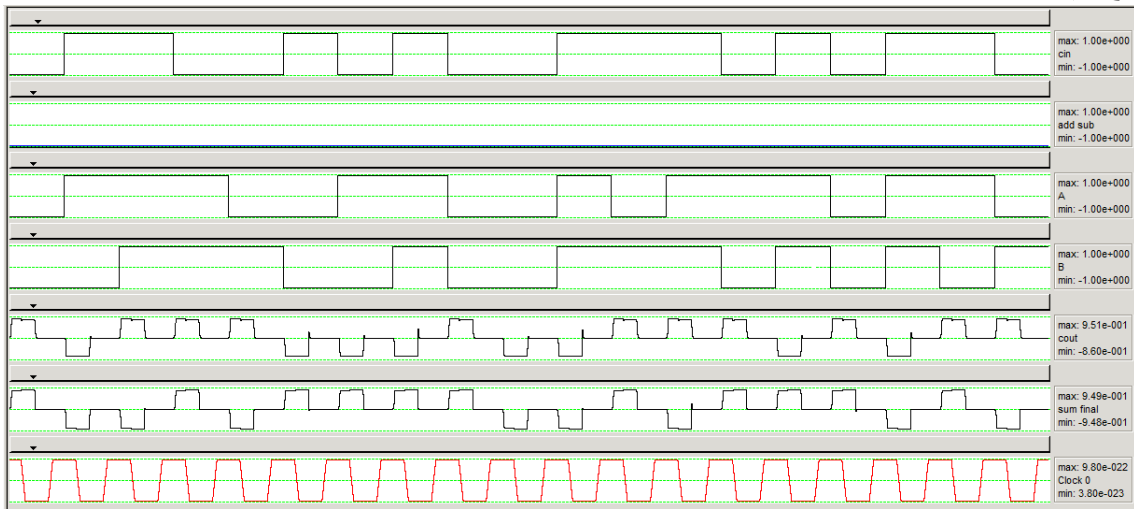 max: 1.00e+000
cin
min: -1.00e+000
max: 1.00e+000
add sub
min: -1.00e+000
max: 1.00e+000
A
min: -1.00e+000
max: 1.00e+000
B
min: -1.00e+000
max: 9.51e-001
cout
min: -8.60e-001
max: 9.49e-001
sum final
min: -9.48e-001
max: 9.80e-022
Clock 0
min: 3.80e-023